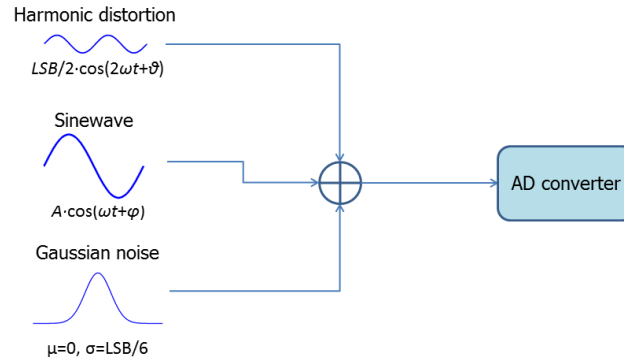 Harmonic distortion
LSB/2·cos(2ωt+ϑ)
Sinewave
A·cos(ωt+φ)
AD converter
Gaussian noise
μ=0, σ=LSB/6